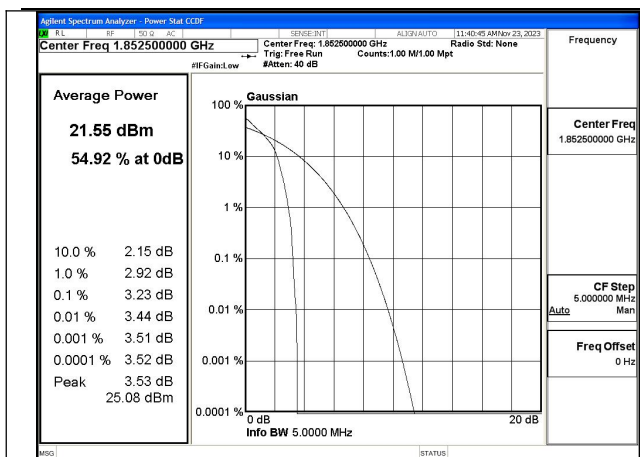 Agilent Spectrum Analyzer - Power Stat CCDF
LXI RL RF 50 Ω AC SENSE:INT ALIGN AUTO 11:40:45 AM Nov 23, 2023
Center Freq 1.852500000 GHz
Center Freq: 1.852500000 GHz Radio Std: None
Trig: Free Run Counts:1.00 M/1.00 Mpt
#IFGain:Low #Atten: 40 dB
Frequency
Average Power
21.55 dBm
54.92 % at 0dB
10.0 % 2.15 dB
1.0 % 2.92 dB
0.1 % 3.23 dB
0.01 % 3.44 dB
0.001 % 3.51 dB
0.0001 % 3.52 dB
Peak 3.53 dB
25.08 dBm
Gaussian
100 %
10 %
1 %
0.1 %
0.01 %
0.001 %
0.0001 %
0 dB 20 dB
Info BW 5.0000 MHz
Center Freq
1.852500000 GHz
CF Step
5.000000 MHz
Auto Man
Freq Offset
0 Hz
MSG STATUS